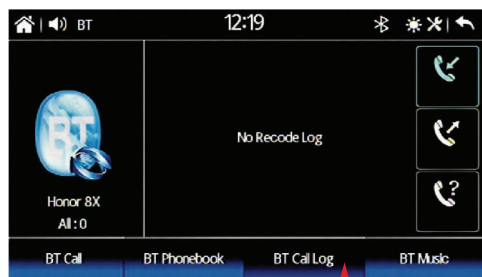 BT
12:19
BT
No Recode Log
?
Honor 8X
All : 0
BT Call
BT Phonebook
BT Call Log
BT Music